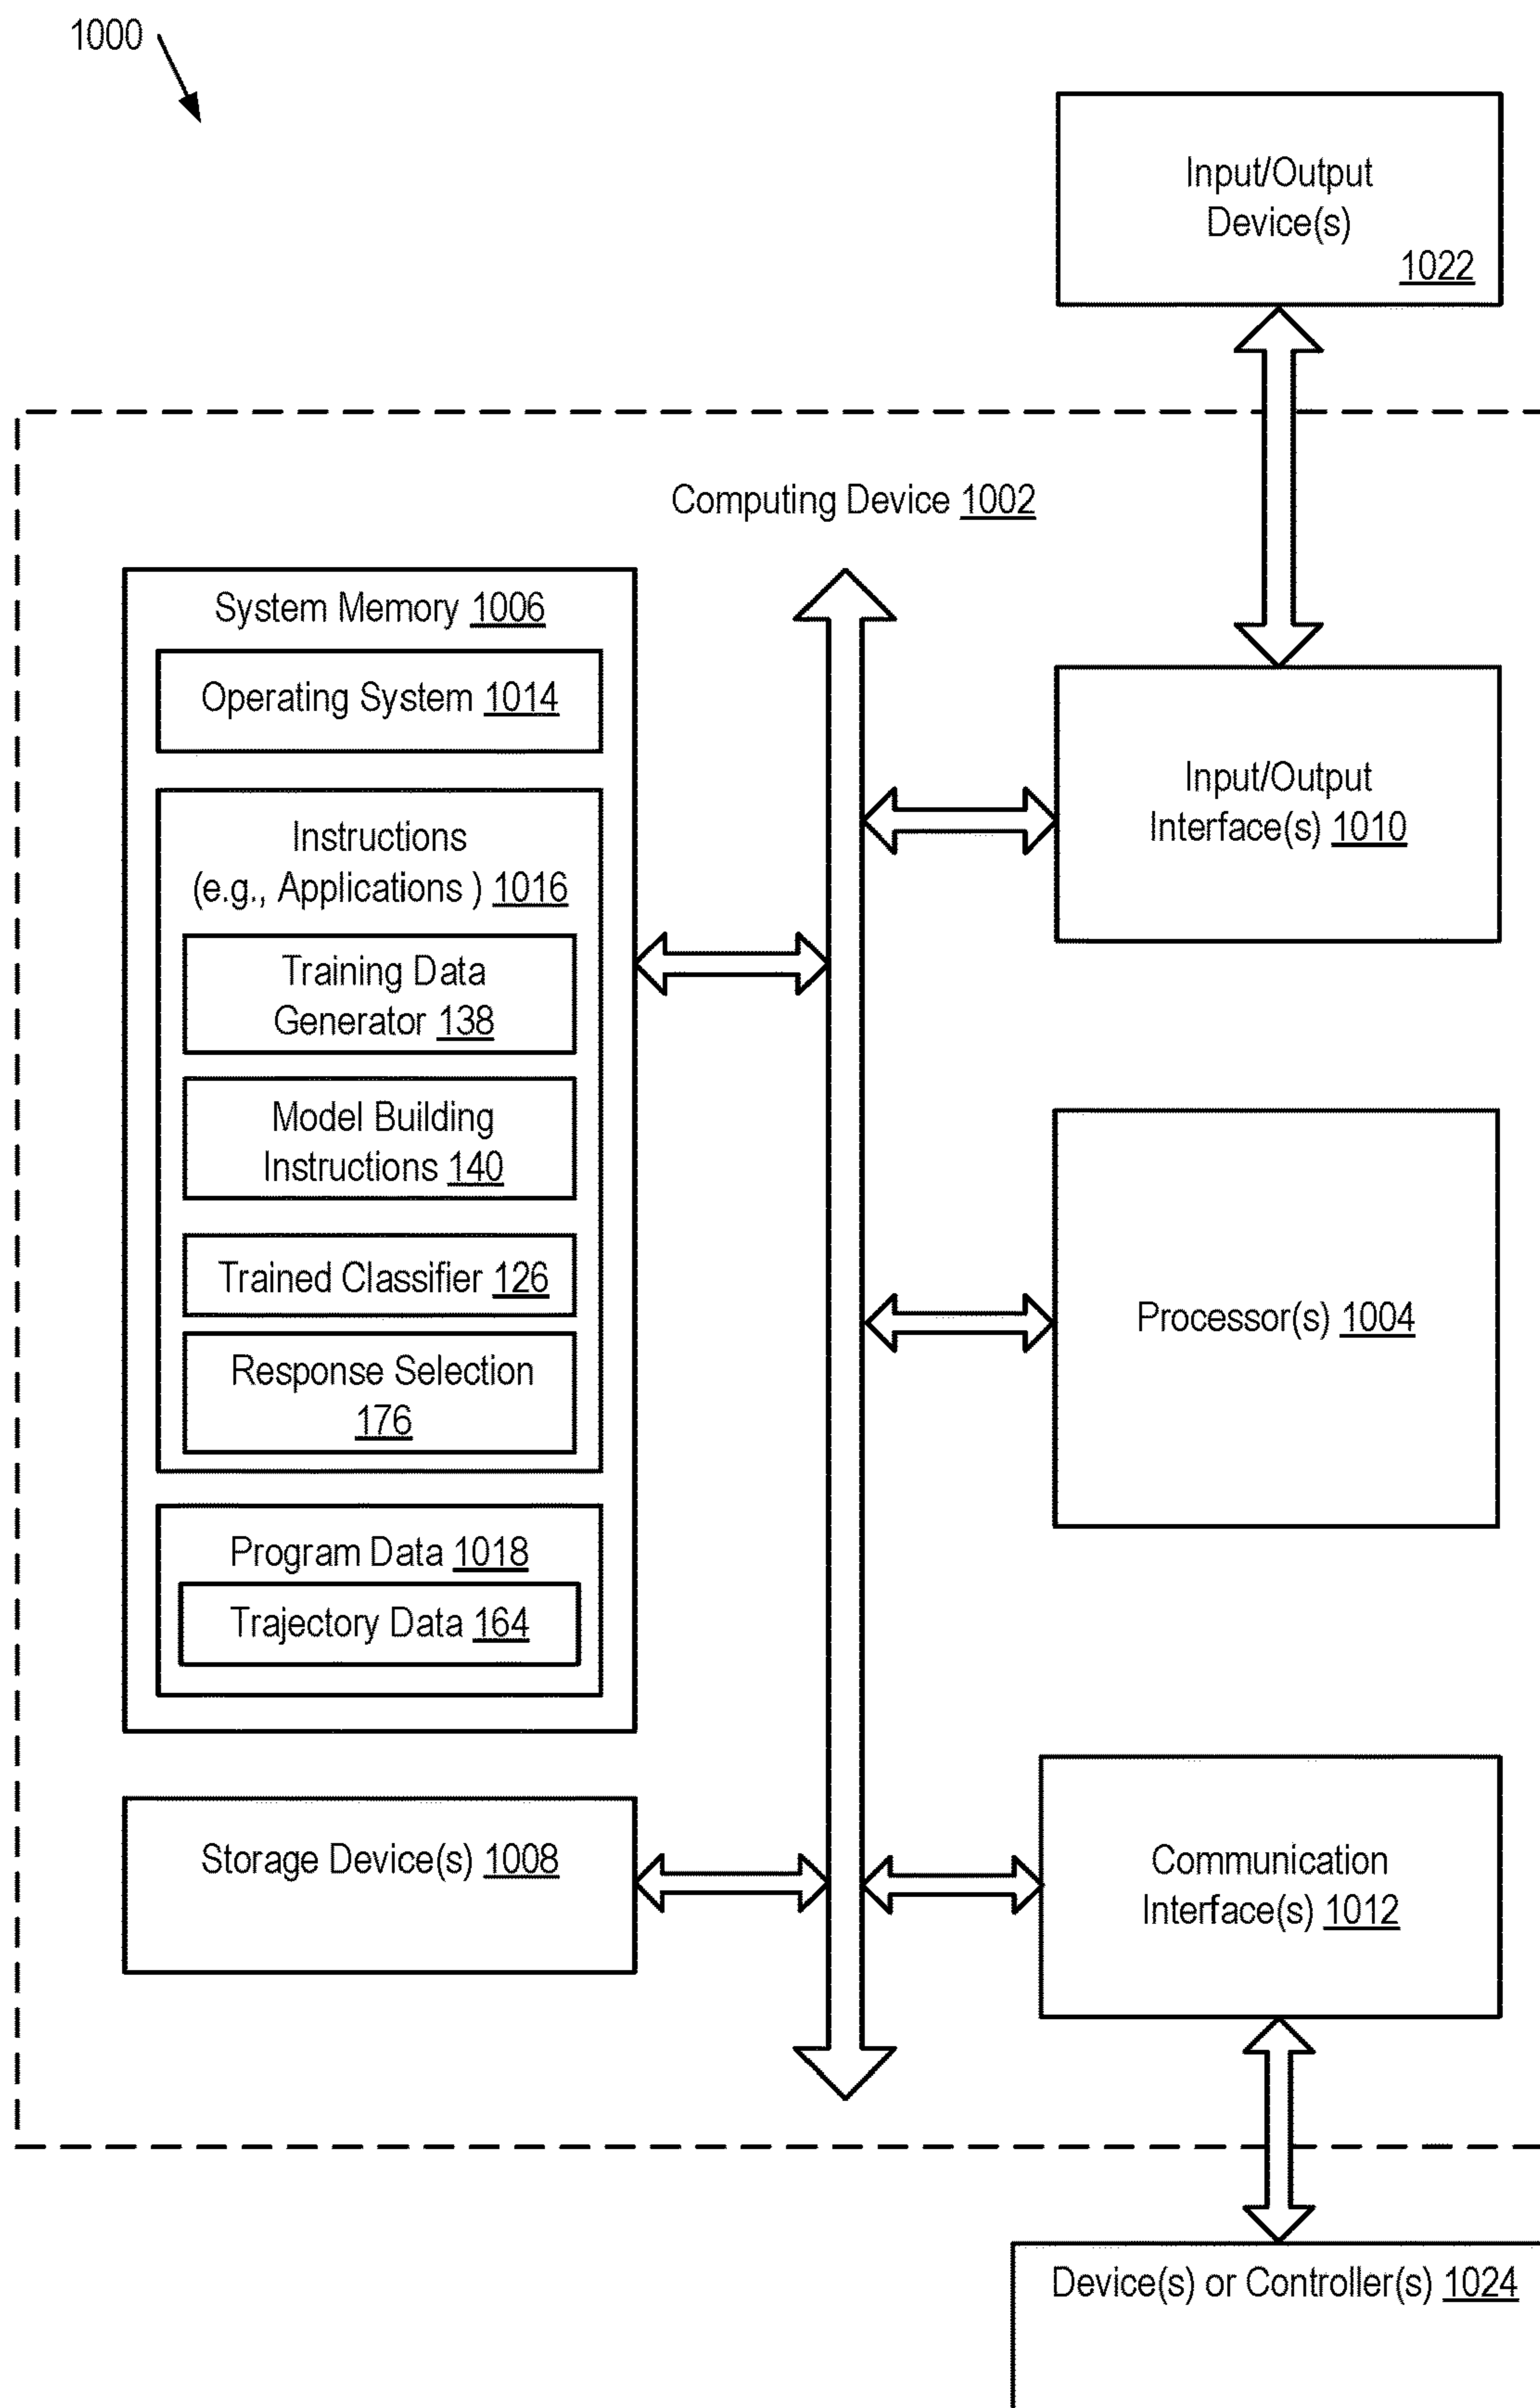 1000
Input/Output
Device(s)
1022
Computing Device 1002
System Memory 1006
Operating System 1014
Instructions
(e.g., Applications ) 1016
Training Data
Generator 138
Model Building
Instructions 140
Trained Classifier 126
Response Selection
176
Program Data 1018
Trajectory Data 164
Storage Device(s) 1008
Input/Output
Interface(s) 1010
Processor(s) 1004
Communication
Interface(s) 1012
Device(s) or Controller(s) 1024